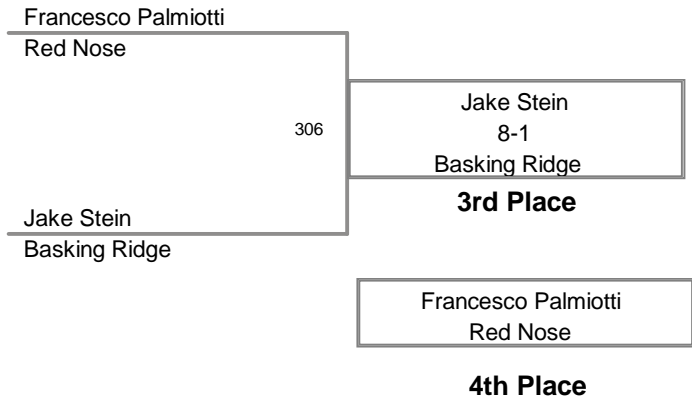 Francesco Palmiotti
Red Nose
306
Jake Stein
8-1
Basking Ridge
3rd Place
Jake Stein
Basking Ridge
Francesco Palmiotti
Red Nose
4th Place